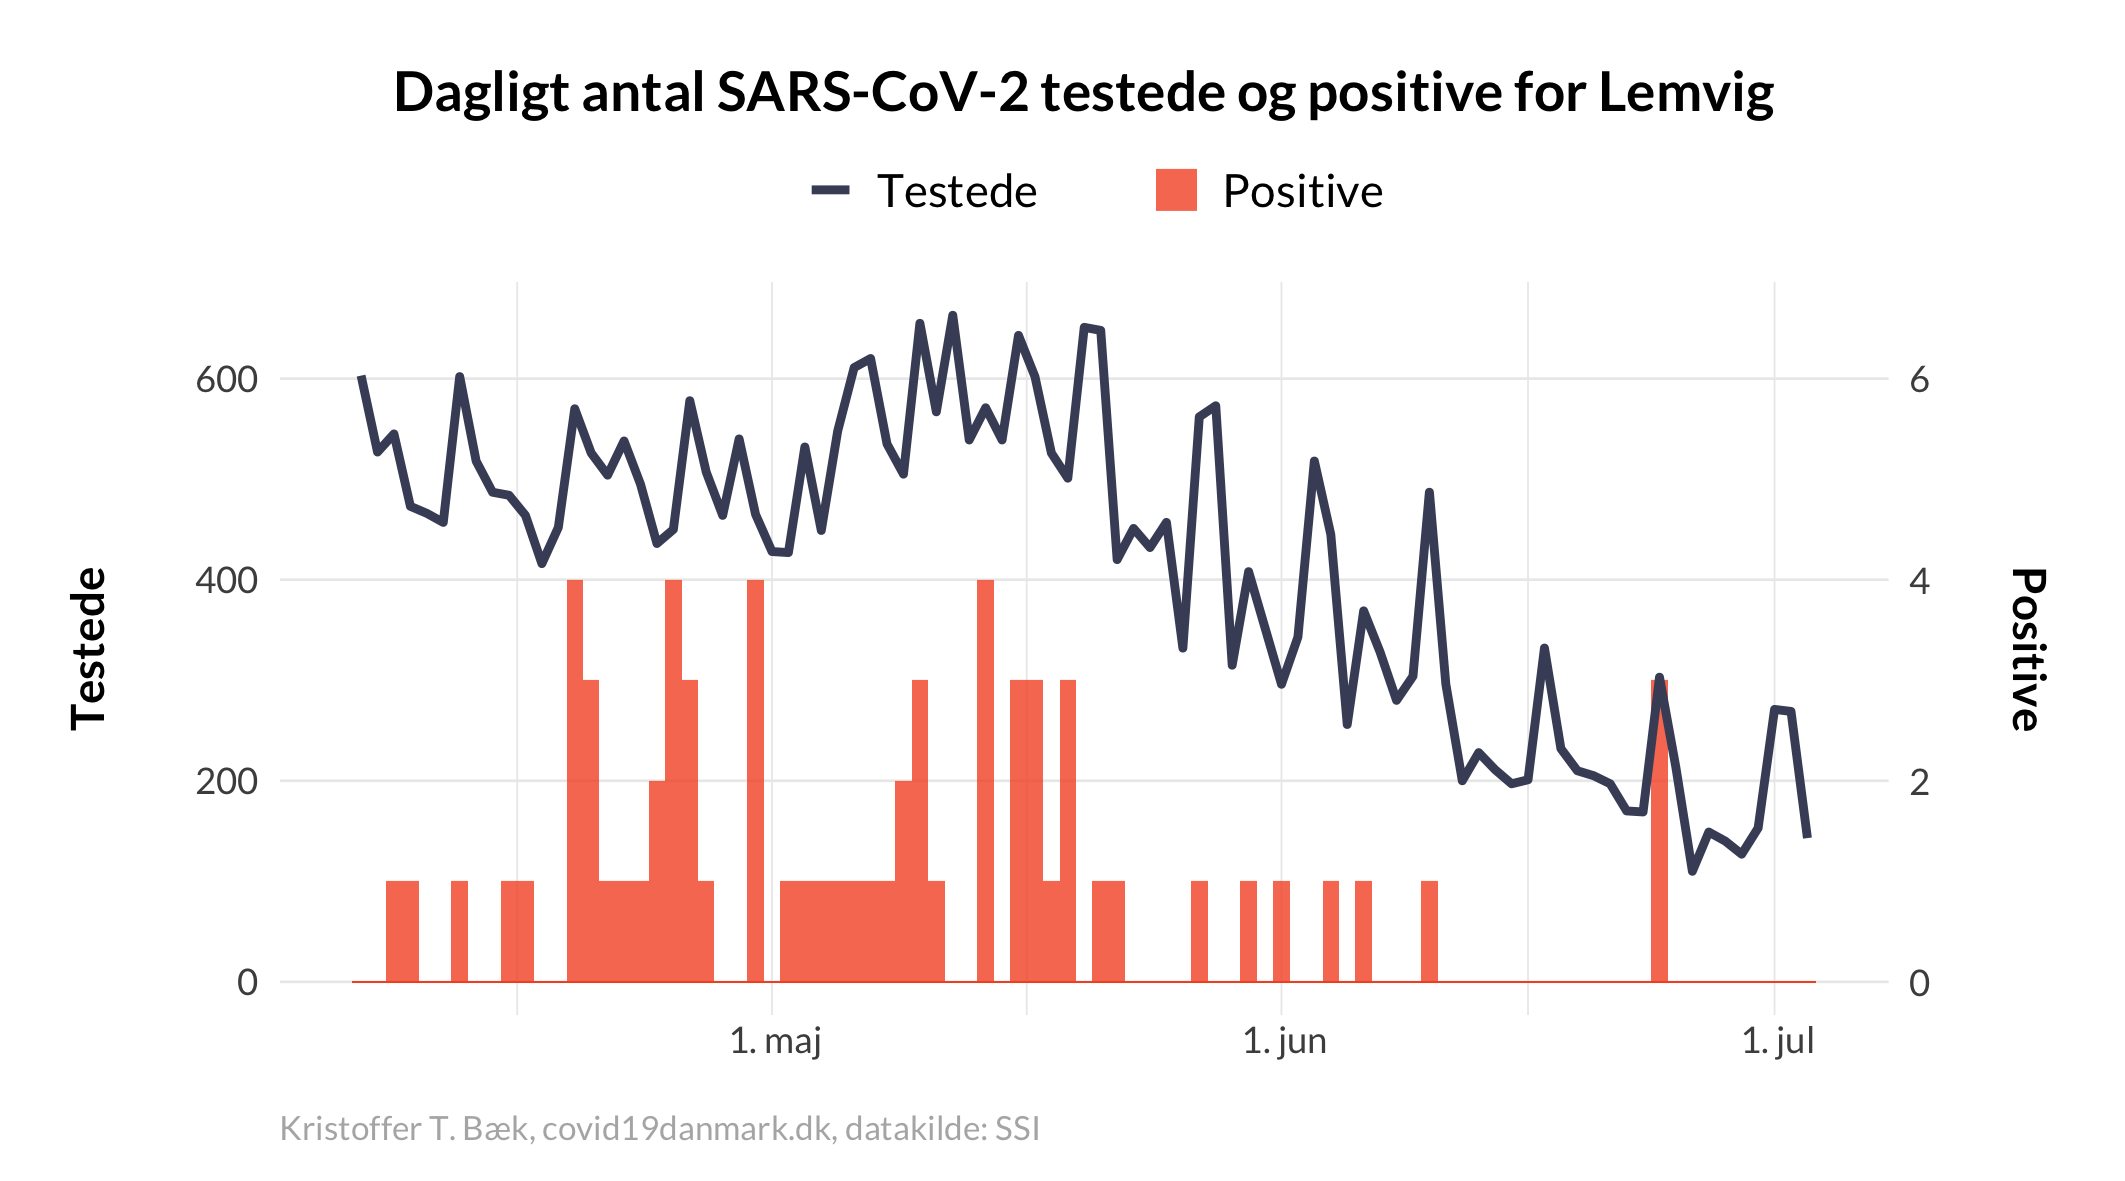 Dagligt antal SARS-CoV-2 testede og positive for Lemvig
Testede
Positive
600
400
200
0
Testede
6
4
2
0
Positive
1. maj
1. jun
1. jul
Kristoffer T. Bæk, covid19danmark.dk, datakilde: SSI